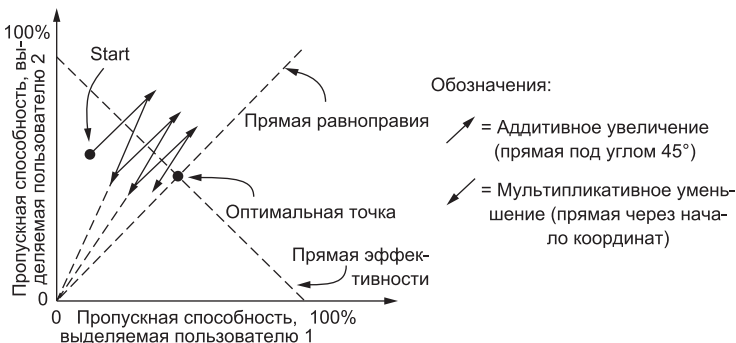 100%
Пропускная способность, вы-
деляемая пользователю 2
0
Start
Прямая равноправия
Оптимальная точка
Прямая эффек-
тивности
0
Пропускная способность,
100%
выделяемая пользователю 1
Обозначения:
= Аддитивное увеличение
(прямая под углом 45°)
= Мультипликативное умень-
шение (прямая через нача-
ло координат)